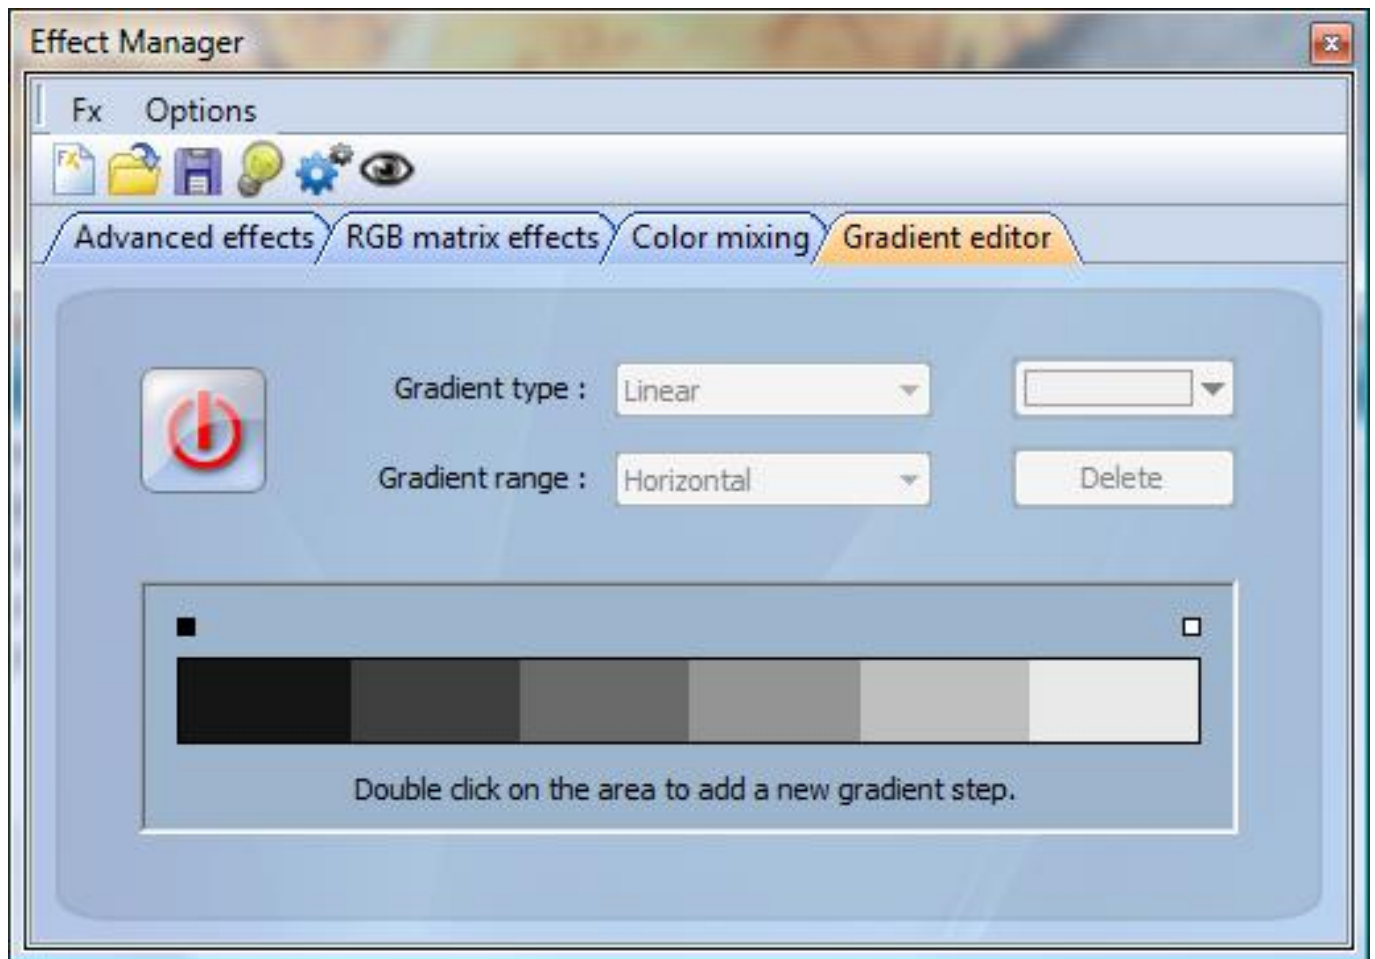 Effect Manager
Fx Options
FX
Advanced effects RGB matrix effects Color mixing Gradient editor
Gradient type : Linear
Gradient range : Horizontal Delete
Double click on the area to add a new gradient step.